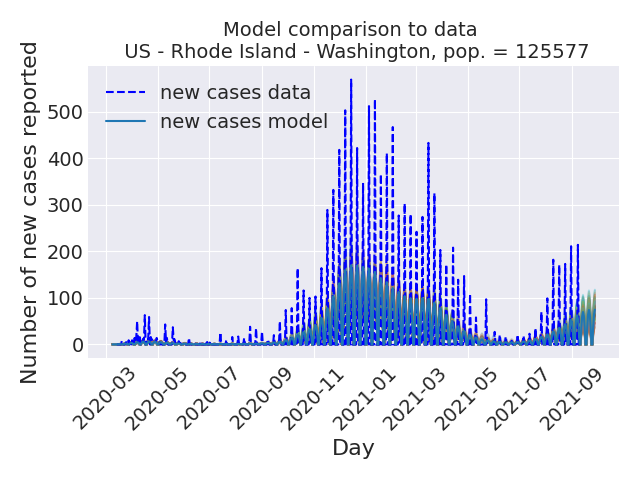 Model comparison to data
US - Rhode Island - Washington, pop. = 125577
Number of new cases reported
500
400
300
200
100
0
new cases data
new cases model
2020-03
2020-05
2020-07
2020-09
2020-11
2021-01
2021-03
2021-05
2021-07
2021-09
Day